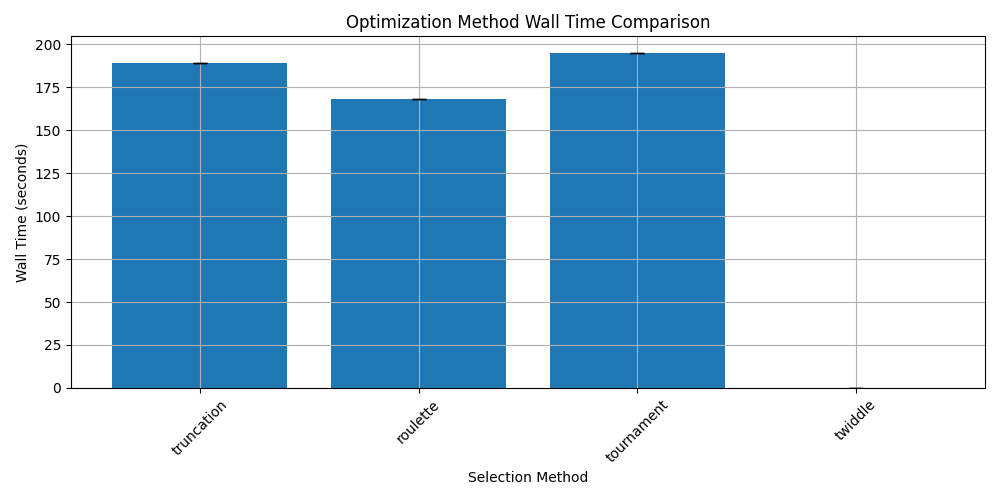 Optimization Method Wall Time Comparison
Wall Time (seconds)
200
175
150
125
100
75
50
25
0
truncation
roulette
tournament
twiddle
Selection Method